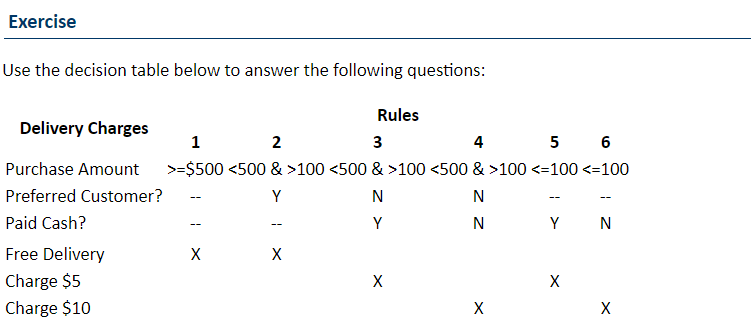 Exercise
Use the decision table below to answer the following questions:
Rules
Delivery Charges
1 2 3 4 5 6
Purchase Amount >=$500 <500 & >100 <500 & >100 <500 & >100 <=100 <=100
Preferred Customer? -- Y N N -- --
Paid Cash? -- -- Y N Y N
Free Delivery X X
Charge $5 X X
Charge $10 X X